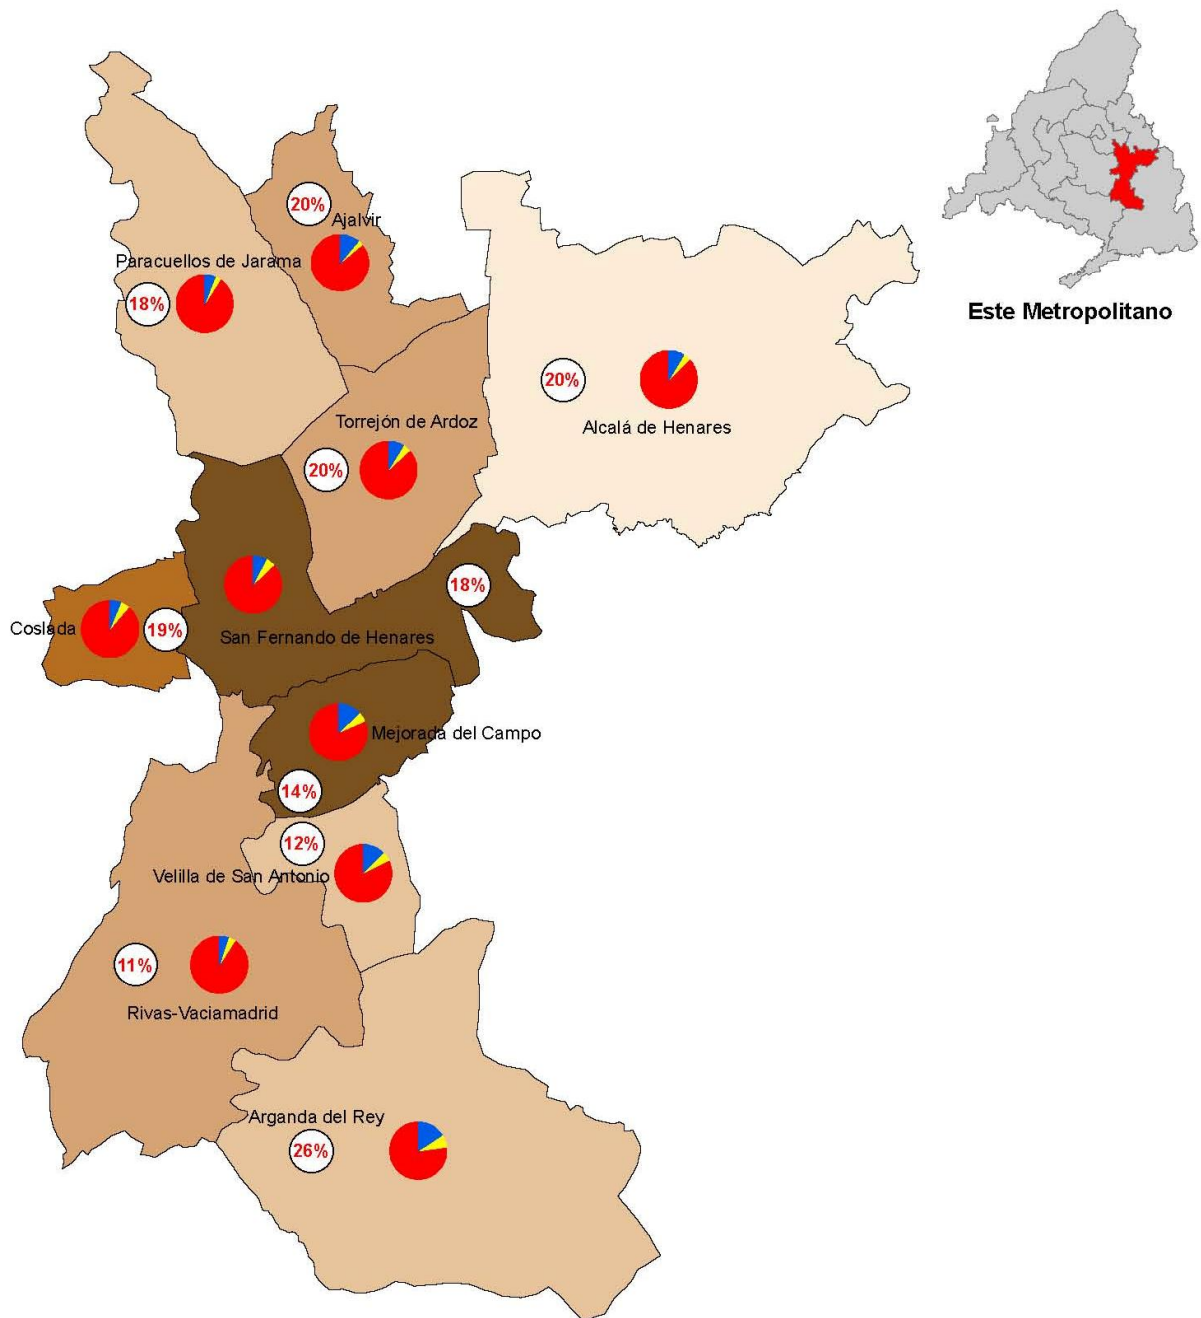 20%
Ajalvir
Paracuellos de Jarama
18%
Este Metropolitano
20%
Alcalá de Henares
Torrejón de Ardoz
20%
18%
Coslada
19%
San Fernando de Henares
Mejorada del Campo
14%
12%
Velilla de San Antonio
11%
Rivas-Vaciamadrid
Arganda del Rey
26%